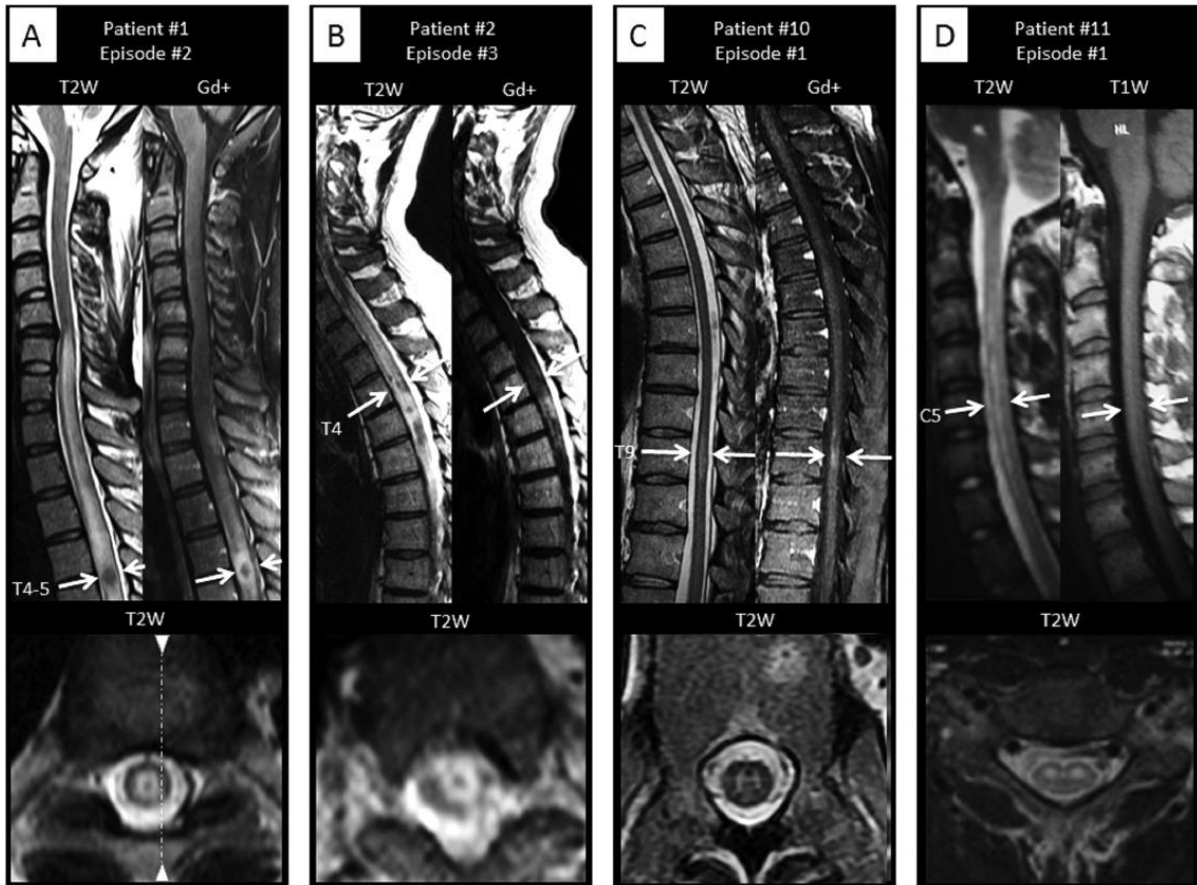 A
Patient #1
Episode #2
T2W Gd+
T4-5
T2W
B
Patient #2
Episode #3
T2W Gd+
T4
T2W
C
Patient #10
Episode #1
T2W Gd+
T9
T2W
D
Patient #11
Episode #1
T2W T1W
NL
C5
T2W